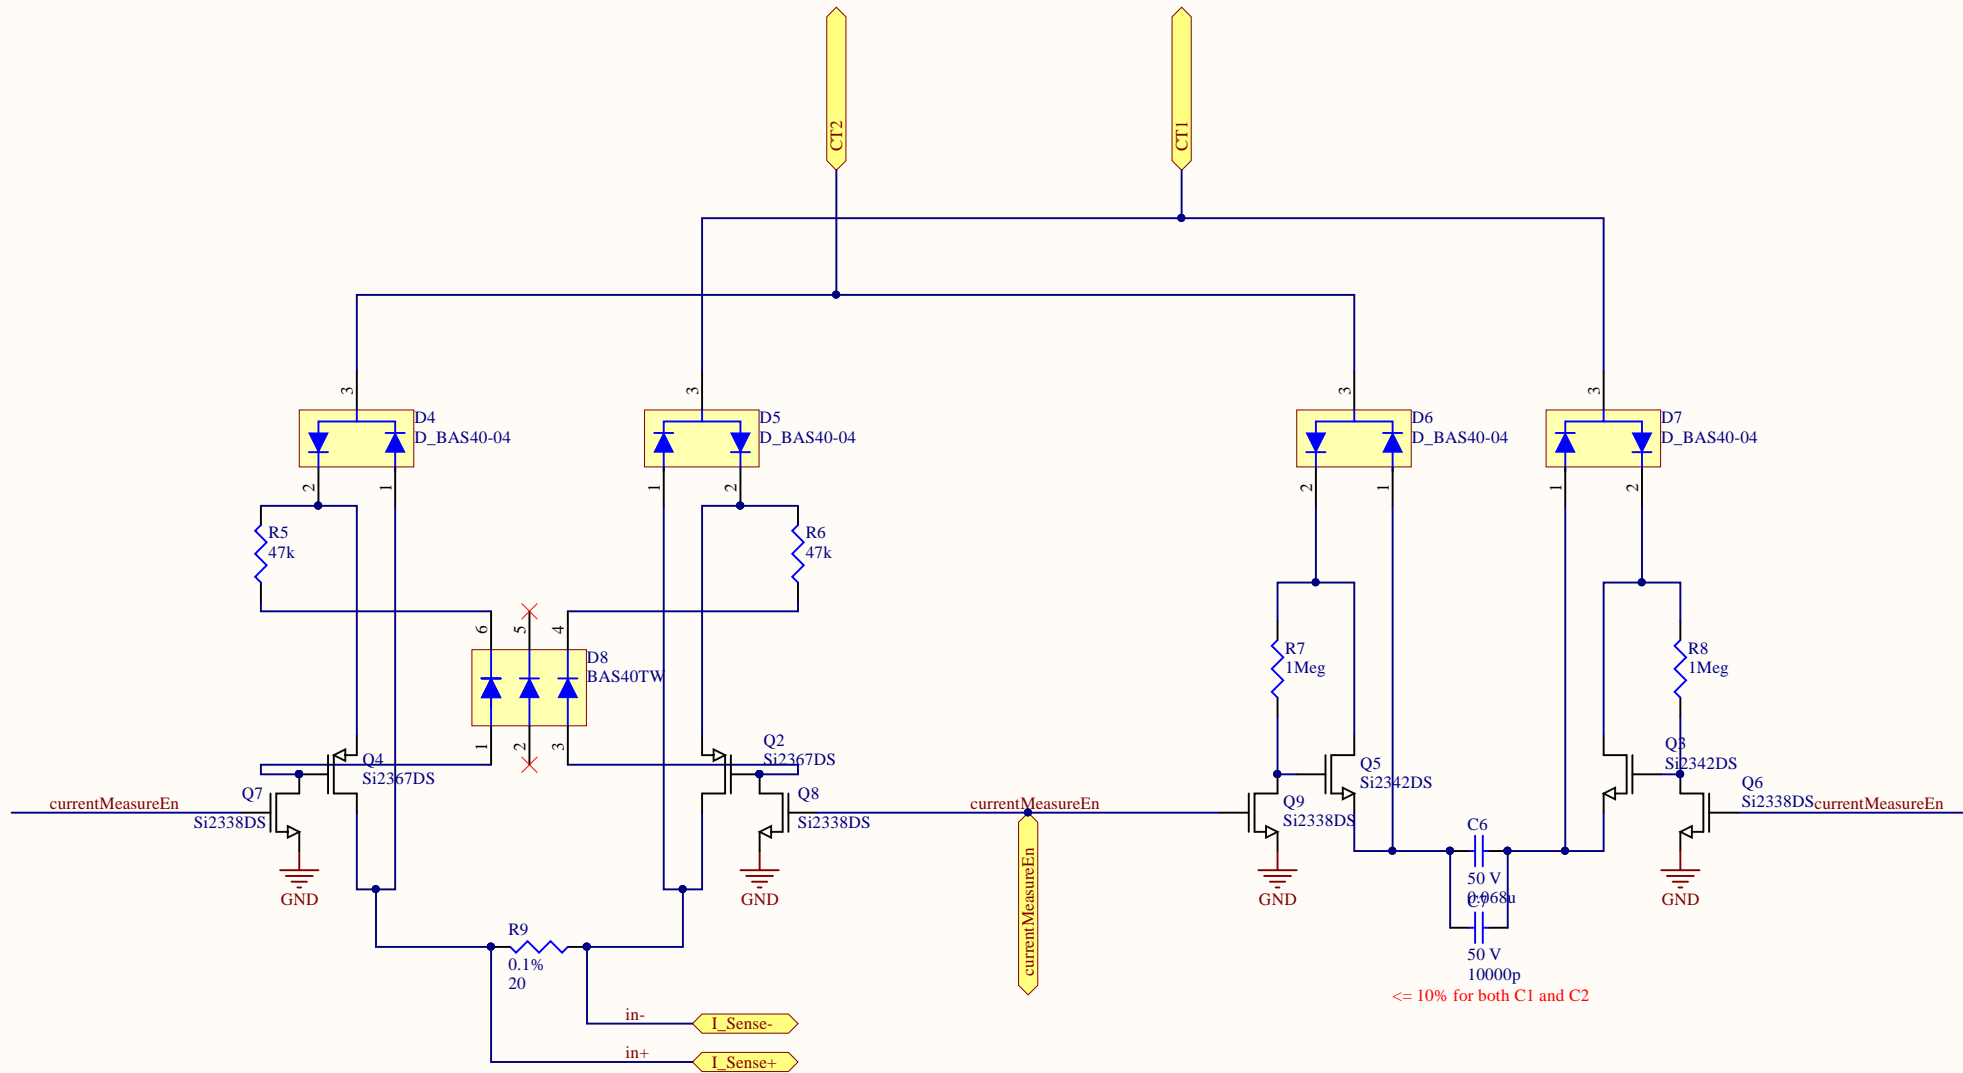 CT2
CT1
3
D4
D_BAS40-04
2
1
3
D5
D_BAS40-04
1
2
3
D6
D_BAS40-04
2
1
3
D7
D_BAS40-04
1
2
R5
47k
R6
47k
6
5
4
D8
BAS40TW
1
2
3
R7
1Meg
R8
1Meg
Q4
Si2367DS
Q2
Si2367DS
Q5
Si2342DS
Q3
Si2342DS
currentMeasureEn
Q7
Si2338DS
Q8
Si2338DS
currentMeasureEn
Q9
Si2338DS
Q6
Si2338DS
currentMeasureEn
GND
GND
GND
GND
currentMeasureEn
C6
50 V
0.068u
C7
50 V
10000p
<= 10% for both C1 and C2
R9
0.1%
20
in-
I_Sense-
in+
I_Sense+